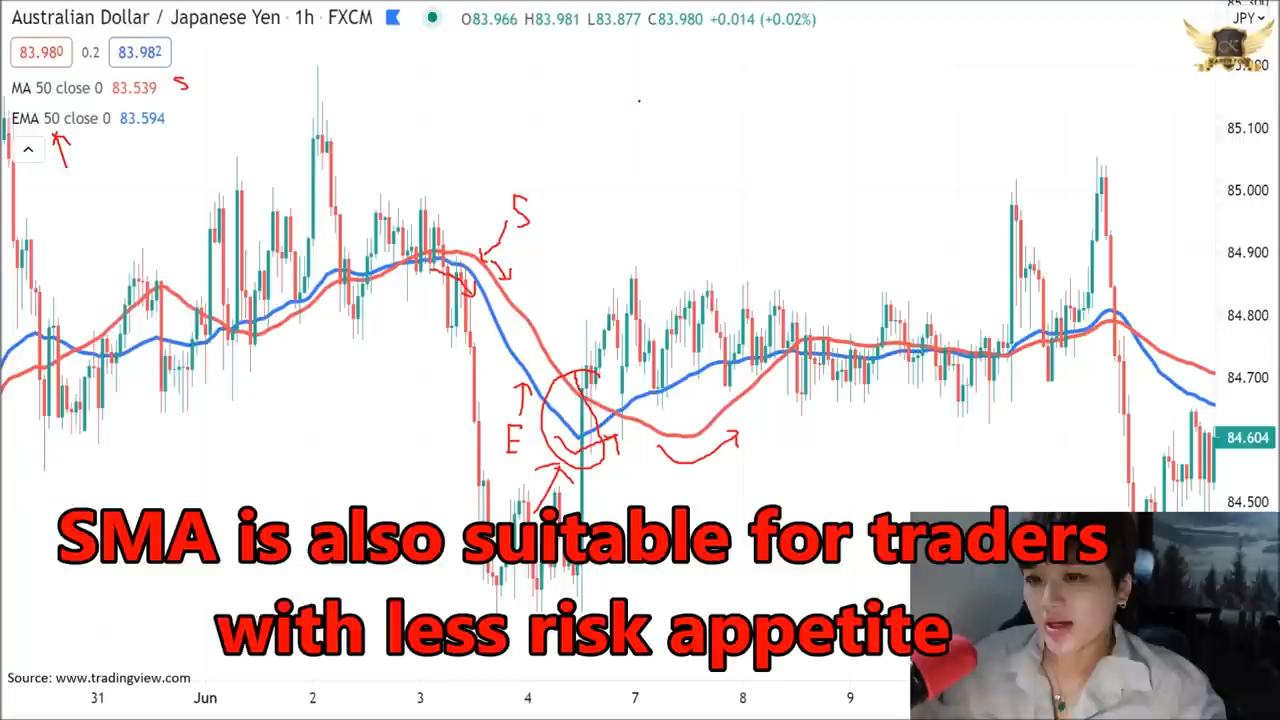 Australian Dollar / Japanese Yen · 1h · FXCM O83.966 H83.981 L83.877 C83.980 +0.014 (+0.02%)
JPY
83.980 0.2 83.982
MA 50 close 0 83.539 S
EMA 50 close 0 83.594
85.100
85.000
S
84.900
84.800
84.700
E
84.604
84.500
SMA is also suitable for traders
with less risk appetite
Source: www.tradingview.com
31 Jun 2 3 4 7 8 9